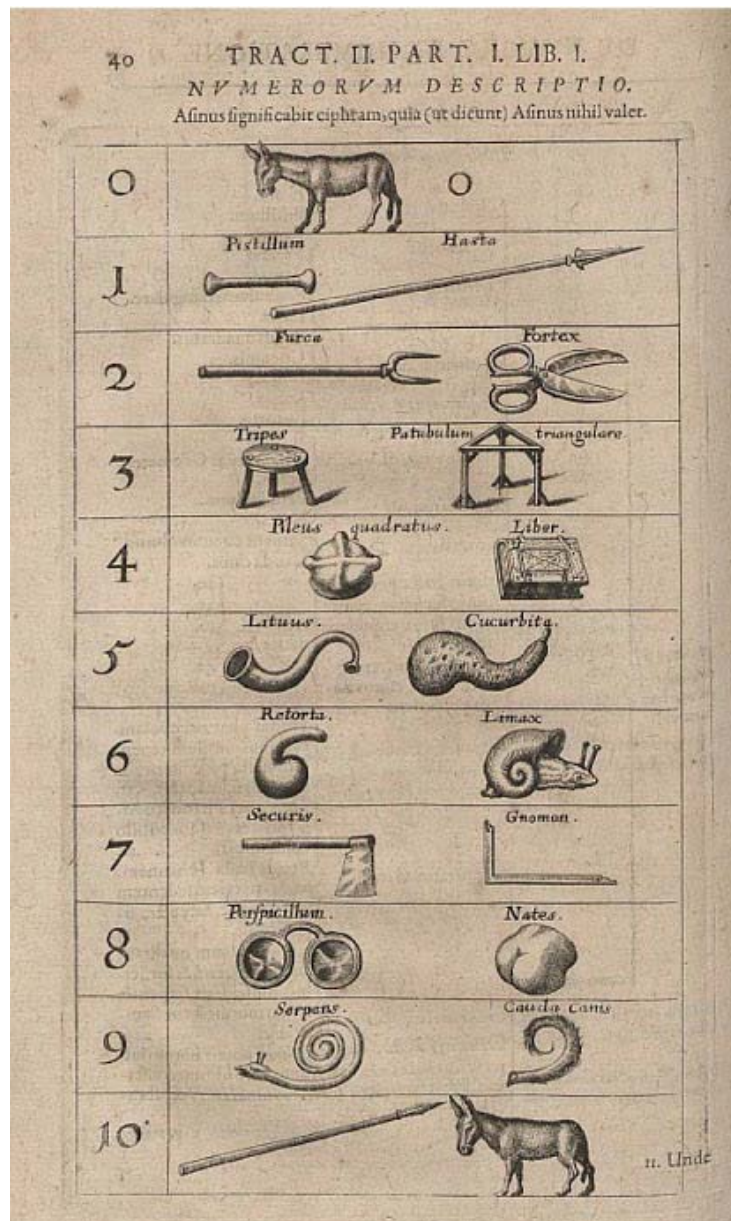 40 TRACT. II. PART. I. LIB. I.
NVMERORVM DESCRIPTIO.
Asinus significabit ciphram, quia (ut dicunt) Asinus nihil valet.
0 0
Pistillum Hasta
1
Furca Forfex
2
Tripes Patubulum triangulare
3
Pileus quadratus. Liber.
4
Lituus. Cucurbita.
5
Retorta. Limax
6
Securis. Gnomon.
7
Perspicillum. Nates.
8
Serpens. Cauda Canis
9
10
11. Unde